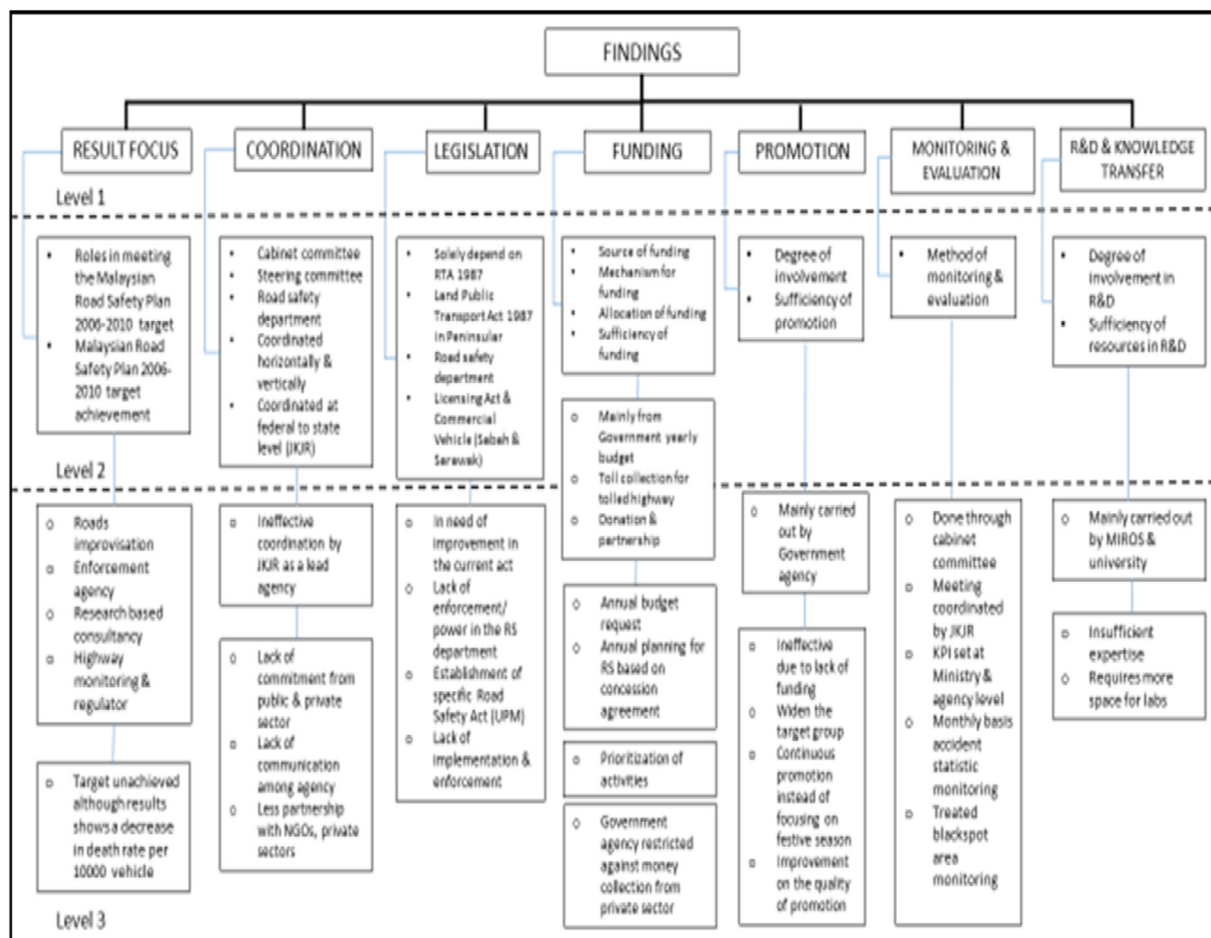 FINDINGS
RESULT FOCUS
COORDINATION
LEGISLATION
FUNDING
PROMOTION
MONITORING &
EVALUATION
R&D & KNOWLEDGE
TRANSFER
Level 1
• Roles in meeting
the Malaysian
Road Safety Plan
2006-2010 target
• Malaysian Road
Safety Plan 2006-
2010 target
achievement
• Cabinet committee
• Steering committee
• Road safety
department
• Coordinated
horizontally &
vertically
• Coordinated at
federal to state
level (JKJR)
• Solely depend on
RTA 1987
• Land Public
Transport Act 1987
in Peninsular
• Road safety
department
• Licensing Act &
Commercial
Vehicle (Sabah &
Sarawak)
• Source of funding
• Mechanism for
funding
• Allocation of funding
• Sufficiency of
funding
• Degree of
involvement
• Sufficiency of
promotion
• Method of
monitoring &
evaluation
• Degree of
involvement in
R&D
• Sufficiency of
resources in R&D
Level 2
o Mainly from
Government yearly
budget
o Toll collection for
tolled highway
o Donation &
partnership
o Roads
improvisation
o Enforcement
agency
o Research based
consultancy
o Highway
monitoring &
regulator
o Target unachieved
although results
shows a decrease
in death rate per
10000 vehicle
o Ineffective
coordination by
JKJR as a lead
agency
o Lack of
commitment from
public & private
sector
o Lack of
communication
among agency
o Less partnership
with NGOs, private
sectors
o In need of
improvement in
the current act
o Lack of
enforcement/
power in the RS
department
o Establishment of
specific Road
Safety Act (UPM)
o Lack of
implementation &
enforcement
o Annual budget
request
o Annual planning for
RS based on
concession
agreement
o Prioritization of
activities
o Government
agency restricted
against money
collection from
private sector
o Mainly carried
out by
Government
agency
o Ineffective
due to lack of
funding
o Widen the
target group
o Continuous
promotion
instead of
focusing on
festive season
o Improvement
on the quality
of promotion
o Done through
cabinet
committee
o Meeting
coordinated
by JKJR
o KPI set at
Ministry &
agency level
o Monthly basis
accident
statistic
monitoring
o Treated
blackspot
area
monitoring
o Mainly carried out
by MIROS &
university
o Insufficient
expertise
o Requires more
space for labs
Level 3